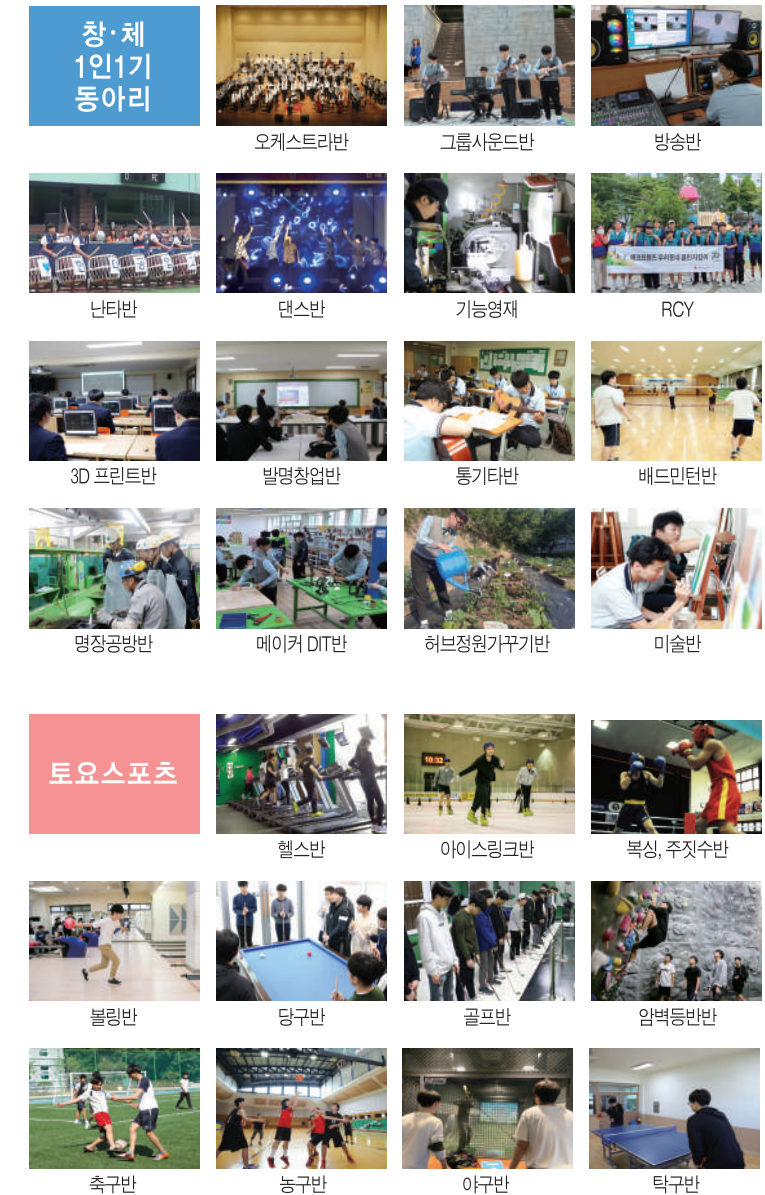 창·체
1인1기
동아리
오케스트라반
그룹사운드반
방송반
난타반
댄스반
기능영재
RCY
3D 프린트반
발명창업반
통기타반
배드민턴반
명장공방반
메이커 DIT반
허브정원가꾸기반
미술반
토요스포츠
10:32
헬스반
아이스링크반
복싱, 주짓수반
볼링반
당구반
골프반
암벽등반반
축구반
농구반
야구반
탁구반